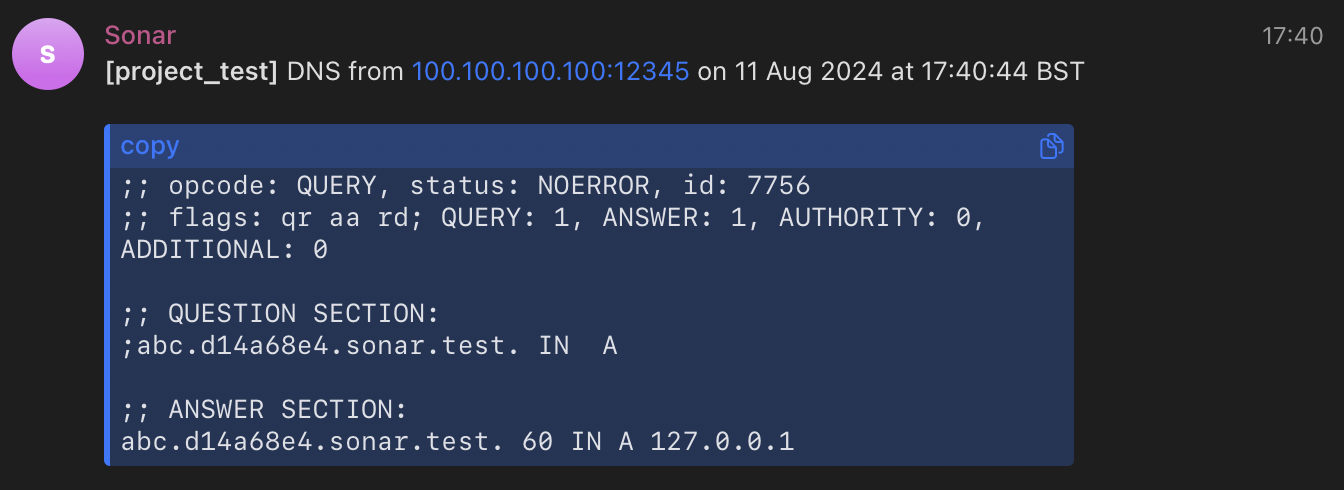 S
Sonar
17:40
[project_test] DNS from 100.100.100.100:12345 on 11 Aug 2024 at 17:40:44 BST
copy
;; opcode: QUERY, status: NOERROR, id: 7756
;; flags: qr aa rd; QUERY: 1, ANSWER: 1, AUTHORITY: 0,
ADDITIONAL: 0
;; QUESTION SECTION:
;abc.d14a68e4.sonar.test. IN  A
;; ANSWER SECTION:
abc.d14a68e4.sonar.test. 60 IN A 127.0.0.1